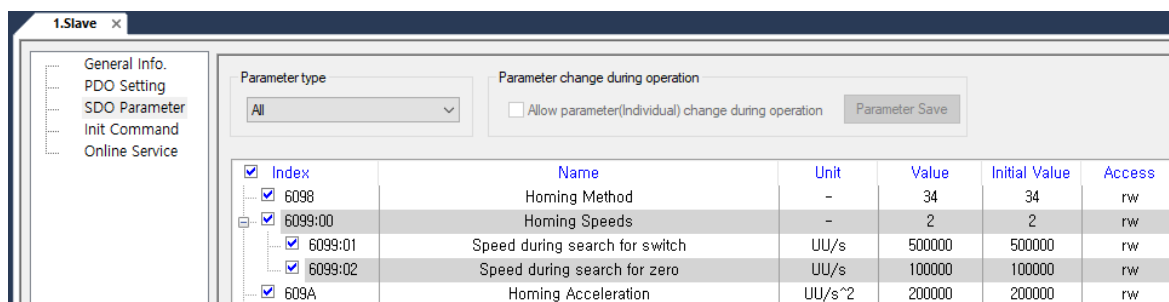 1.Slave ×
General Info.
PDO Setting
SDO Parameter
Init Command
Online Service
Parameter type
All
Parameter change during operation
Allow parameter(Individual) change during operation
Parameter Save
Index Name Unit Value Initial Value Access
6098 Homing Method - 34 34 rw
6099:00 Homing Speeds - 2 2 rw
6099:01 Speed during search for switch UU/s 500000 500000 rw
6099:02 Speed during search for zero UU/s 100000 100000 rw
609A Homing Acceleration UU/s^2 200000 200000 rw